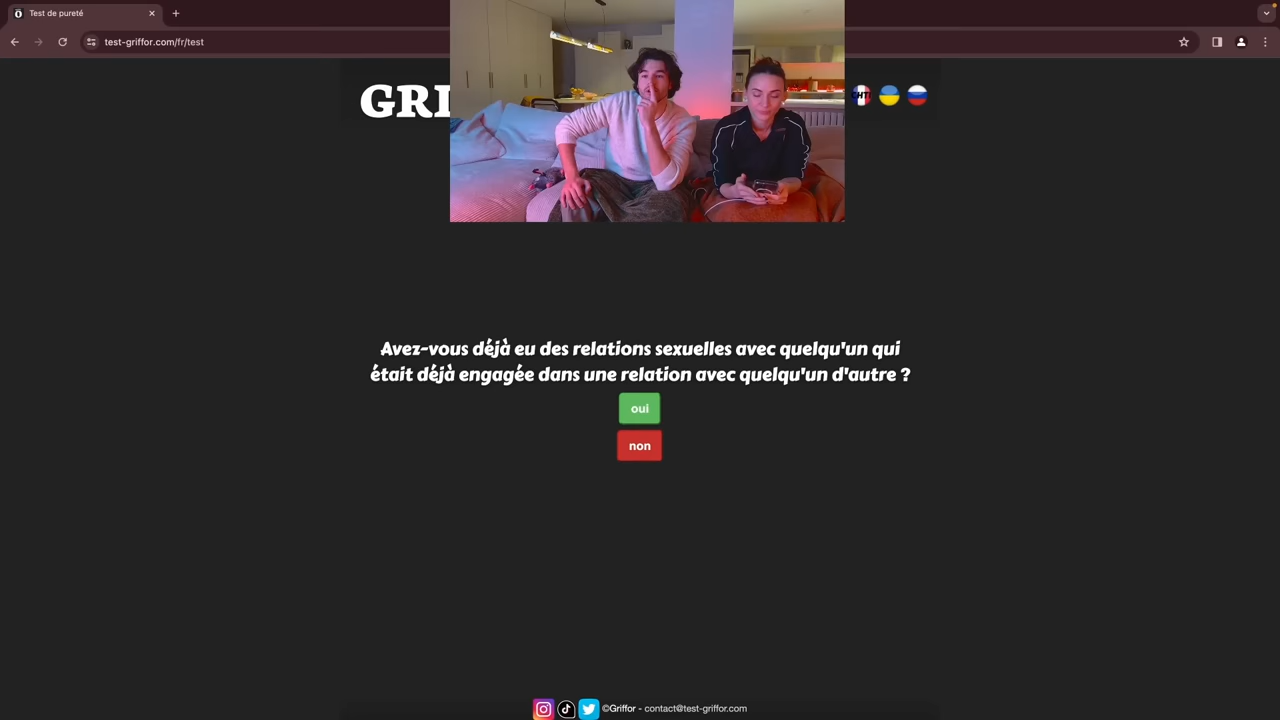 Test de pureté
test-griffor.com/fr/test
GRI
CHTI
Avez-vous déjà eu des relations sexuelles avec quelqu'un qui
était déjà engagée dans une relation avec quelqu'un d'autre ?
oui
non
©Griffor - contact@test-griffor.com